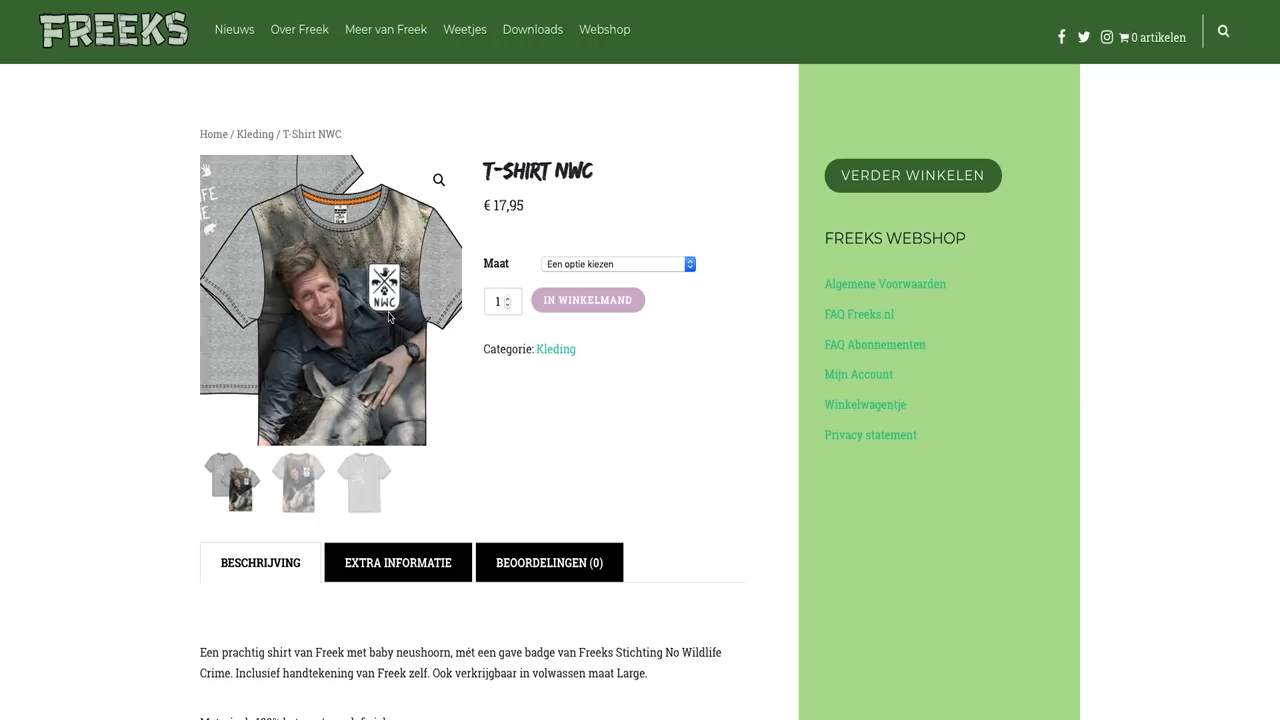 FREEKS
Nieuws Over Freek Meer van Freek Weetjes Downloads Webshop
0 artikelen
Home / Kleding / T-Shirt NWC
T-SHIRT NWC
€ 17,95
NWC
Maat Een optie kiezen
1 IN WINKELMAND
Categorie: Kleding
BESCHRIJVING EXTRA INFORMATIE BEOORDELINGEN (0)
Een prachtig shirt van Freek met baby neushoorn, mét een gave badge van Freeks Stichting No Wildlife
Crime. Inclusief handtekening van Freek zelf. Ook verkrijgbaar in volwassen maat Large.
VERDER WINKELEN
FREEKS WEBSHOP
Algemene Voorwaarden
FAQ Freeks.nl
FAQ Abonnementen
Mijn Account
Winkelwagentje
Privacy statement